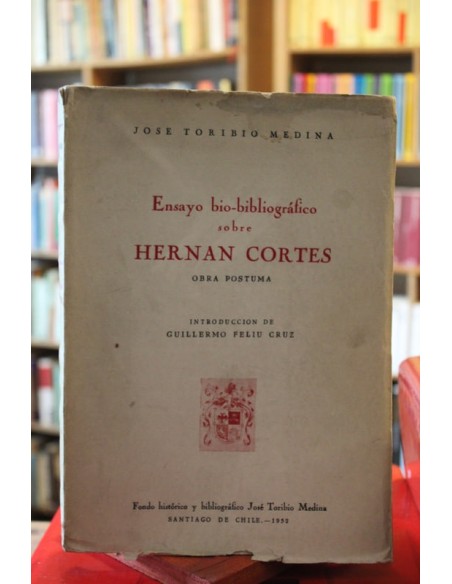 JOSE TORIBIO MEDINA
Ensayo bio-bibliográfico
sobre
HERNAN CORTES
OBRA POSTUMA
INTRODUCCION DE
GUILLERMO FELIU CRUZ
Fondo histórico y bibliográfico José Toribio Medina
SANTIAGO DE CHILE.—1952